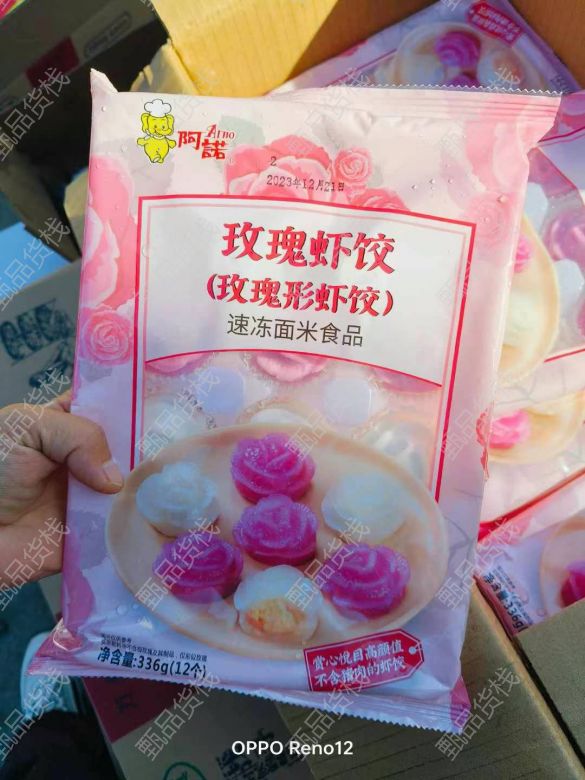 Arno
阿諾
2
2023年12月21日
玫瑰虾饺
(玫瑰形虾饺)
速冻面米食品
净含量:336g(12个)
赏心悦目高颜值
不含猪肉的虾饺
甄品货栈
OPPO Reno12